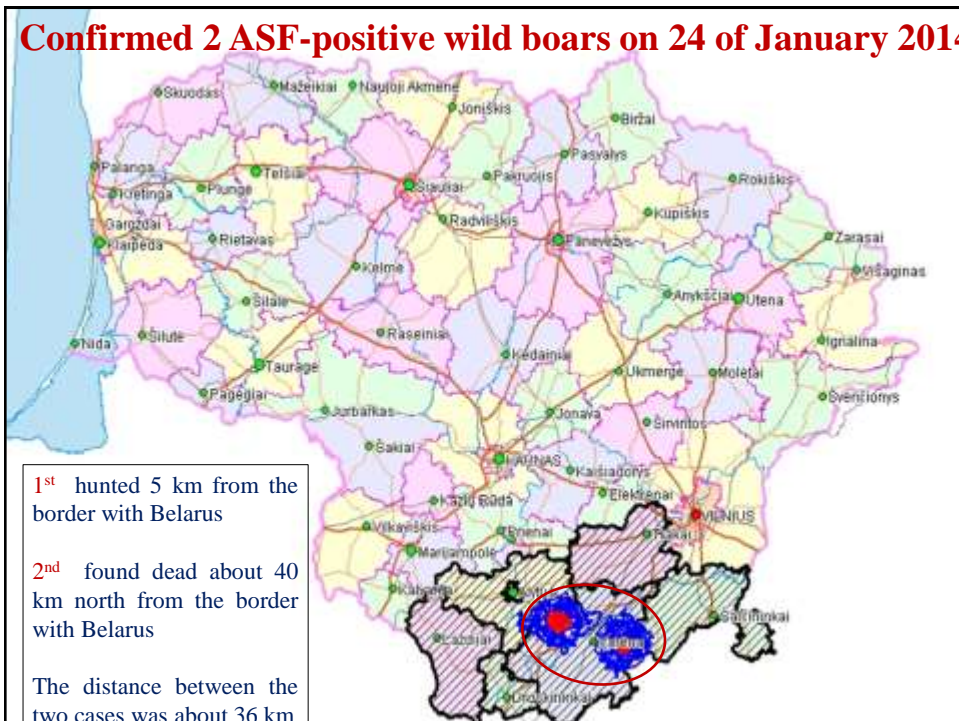 Confirmed 2 ASF-positive wild boars on 24 of January 2014
Skuodas
Mažeikiai
Naujoji Akmenė
Joniškis
Biržai
Palanga
Telšiai
Šiauliai
Pakruojis
Pasvalys
Rokiškis
Kretinga
Plungė
Radviliškis
Kupiškis
Gargždai
Klaipėda
Rietavas
Kelmė
Panevėžys
Zarasai
Visaginas
Šilalė
Anykščiai
Utena
Nida
Šilutė
Raseiniai
Kėdainiai
Ignalina
Tauragė
Ukmergė
Molėtai
Pagėgiai
Jurbarkas
Jonava
Širvintos
Švenčionys
Šakiai
KAUNAS
Kaišiadorys
Kazlų Rūda
Elektrėnai
VILNIUS
Vilkaviškis
Prienai
Trakai
Marijampolė
Kalvarija
Alytus
Šalčininkai
Lazdijai
Varėna
Druskininkai
1st hunted 5 km from the
border with Belarus
2nd found dead about 40
km north from the border
with Belarus
The distance between the
two cases was about 36 km